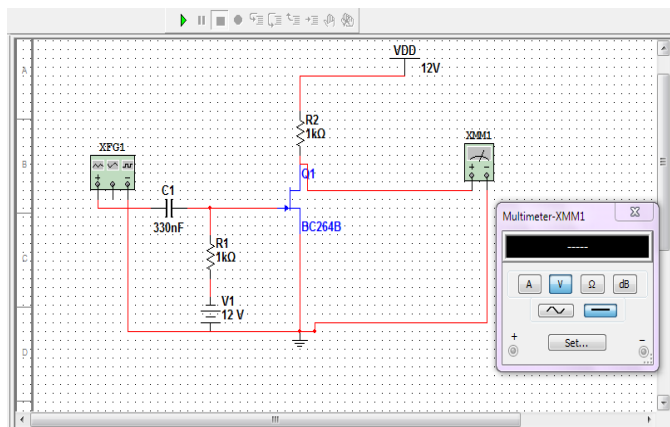 VDD
12V
A
R2
1kΩ
B
XFG1
XMM1
Q1
C1
330nF
BC264B
Multimeter-XMM1
-----
R1
1kΩ
C
A V Ω dB
V1
12 V
+ Set... -
D